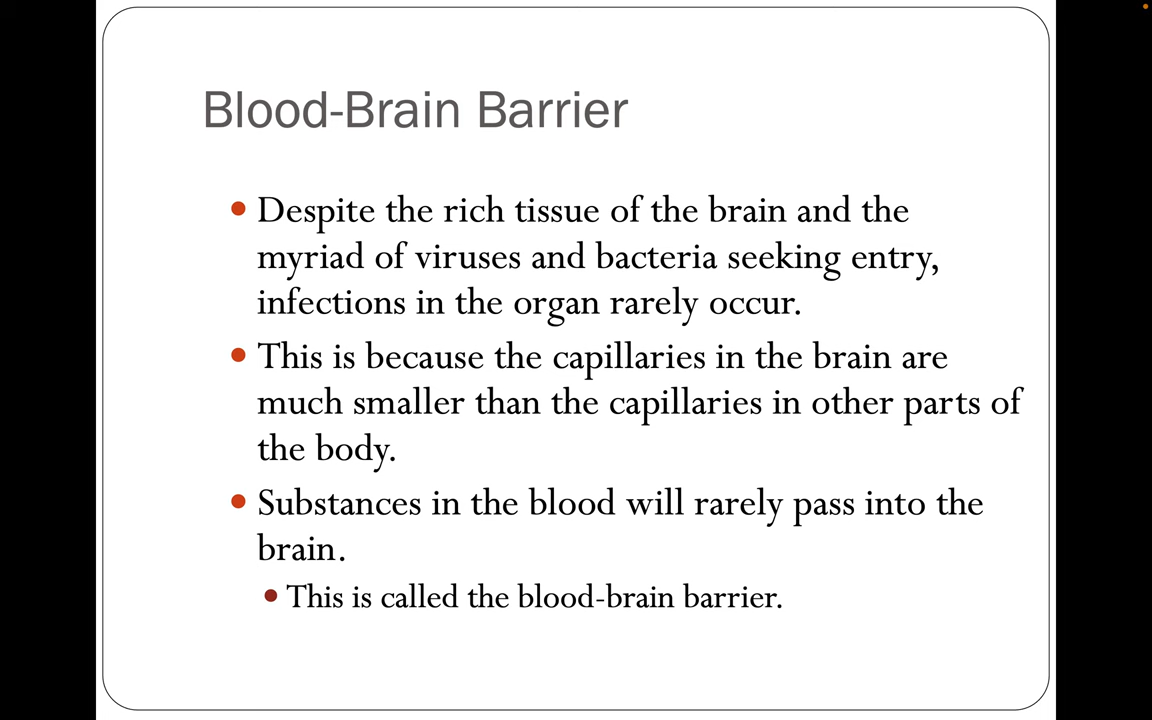 Blood-Brain Barrier
Despite the rich tissue of the brain and the
myriad of viruses and bacteria seeking entry,
infections in the organ rarely occur.
This is because the capillaries in the brain are
much smaller than the capillaries in other parts of
the body.
Substances in the blood will rarely pass into the
brain.
This is called the blood-brain barrier.